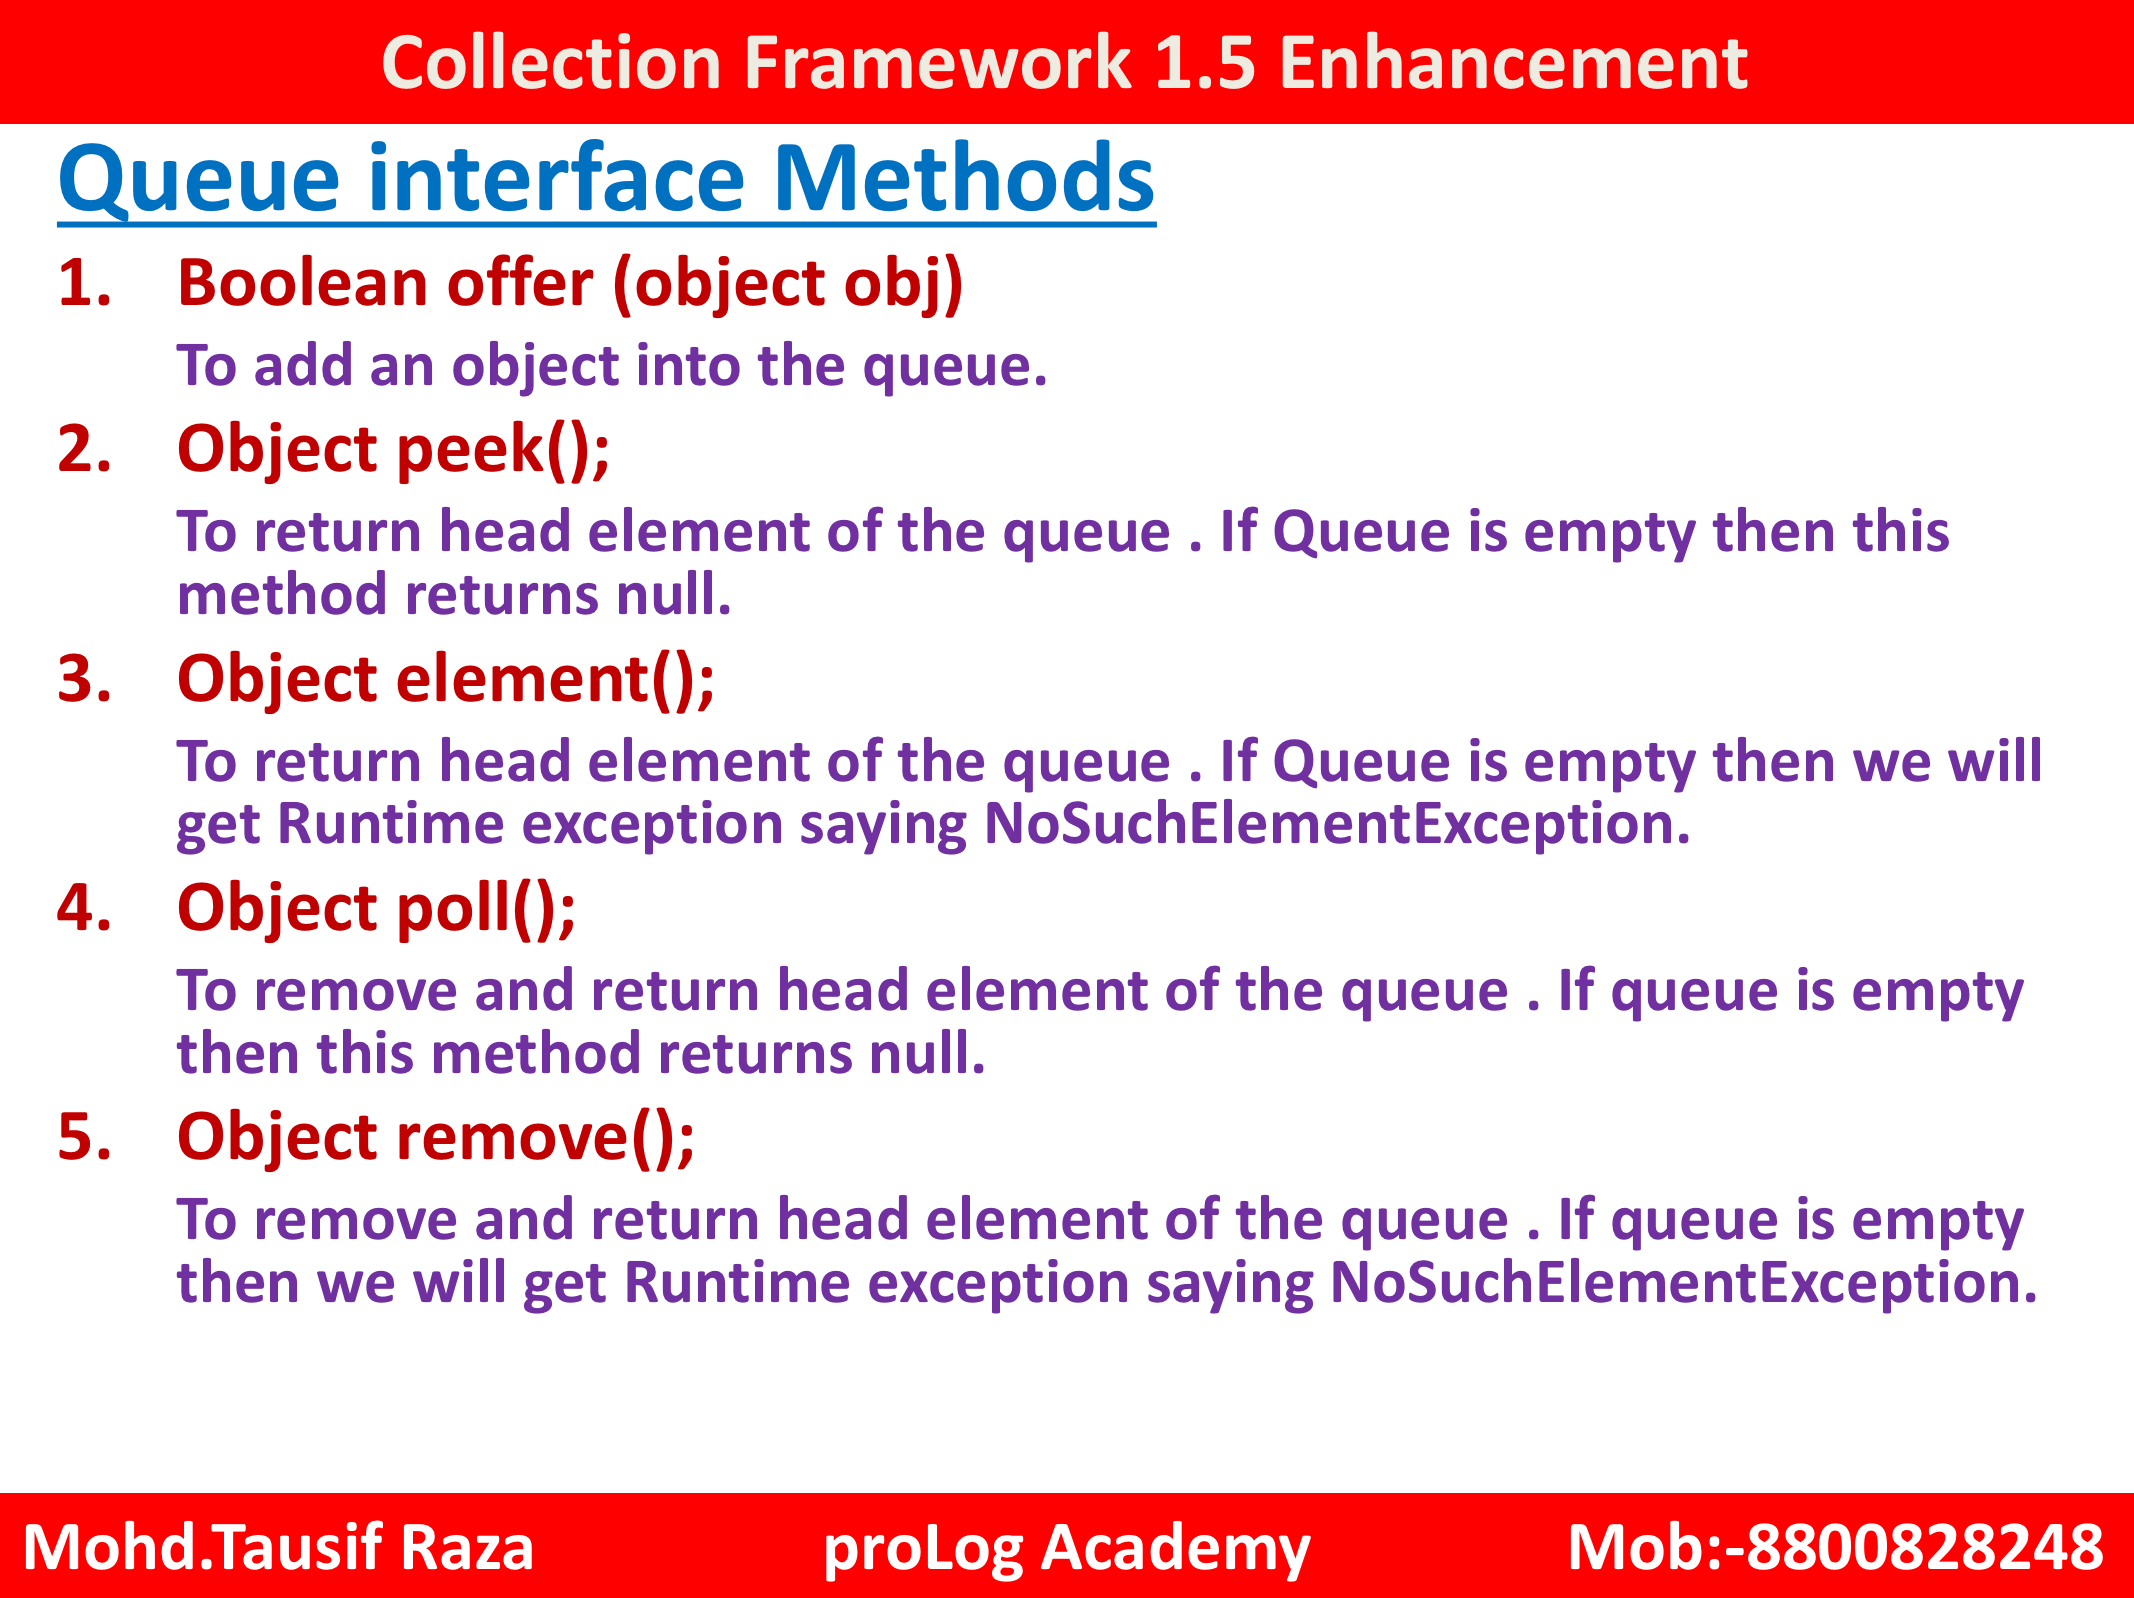 Collection Framework 1.5 Enhancement
Queue interface Methods
1. Boolean offer (object obj)
To add an object into the queue.
2. Object peek();
To return head element of the queue . If Queue is empty then this
method returns null.
3. Object element();
To return head element of the queue . If Queue is empty then we will
get Runtime exception saying NoSuchElementException.
4. Object poll();
To remove and return head element of the queue . If queue is empty
then this method returns null.
5. Object remove();
To remove and return head element of the queue . If queue is empty
then we will get Runtime exception saying NoSuchElementException.
Mohd.Tausif Raza proLog Academy Mob:-8800828248